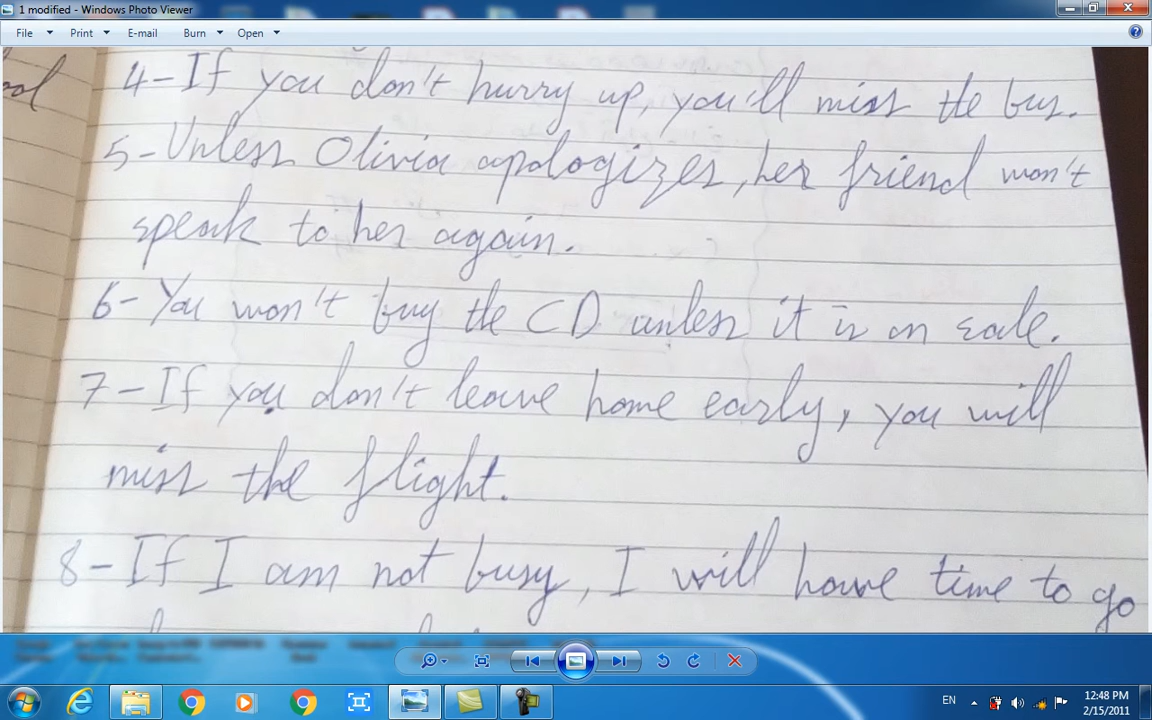 1 modified - Windows Photo Viewer
File Print E-mail Burn Open
4-If you don't hurry up, you'll miss the bus.
5-Unless Olivia apologizes, her friend won't
speak to her again.
6-You won't buy the CD unless it is on sale.
7-If you don't leave home early, you will
miss the flight.
8-If I am not busy, I will have time to go
EN
12:48 PM
2/15/2011